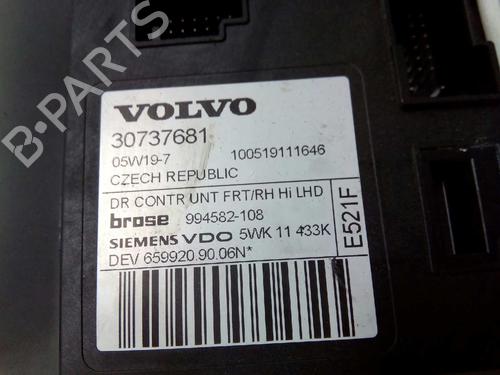 VOLVO
30737681
05W19-7 100519111646
CZECH REPUBLIC
DR CONTR UNT FRT/RH Hi LHD
brose 994582-108
SIEMENS VDO 5WK 11 433K
DEV 659920.90.06N*
E521F
B-PARTS